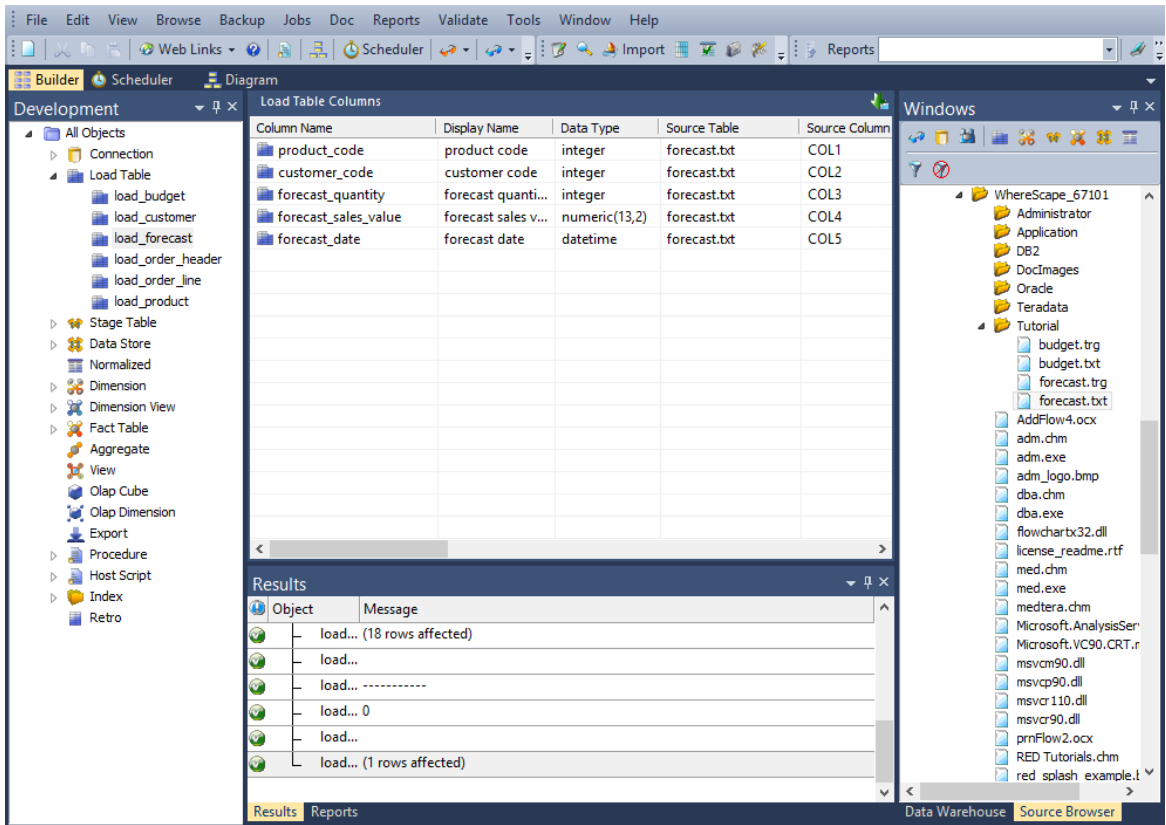 File Edit View Browse Backup Jobs Doc Reports Validate Tools Window Help
Web Links Scheduler Import Reports
Builder Scheduler Diagram
Development
All Objects
Connection
Load Table
load_budget
load_customer
load_forecast
load_order_header
load_order_line
load_product
Stage Table
Data Store
Normalized
Dimension
Dimension View
Fact Table
Aggregate
View
Olap Cube
Olap Dimension
Export
Procedure
Host Script
Index
Retro
Load Table Columns
Column Name Display Name Data Type Source Table Source Column
product_code product code integer forecast.txt COL1
customer_code customer code integer forecast.txt COL2
forecast_quantity forecast quanti... integer forecast.txt COL3
forecast_sales_value forecast sales v... numeric(13,2) forecast.txt COL4
forecast_date forecast date datetime forecast.txt COL5
Results
Object Message
load... (18 rows affected)
load...
load... -----------
load... 0
load...
load... (1 rows affected)
Results Reports
Windows
WhereScape_67101
Administrator
Application
DB2
DocImages
Oracle
Teradata
Tutorial
budget.trg
budget.txt
forecast.trg
forecast.txt
AddFlow4.ocx
adm.chm
adm.exe
adm_logo.bmp
dba.chm
dba.exe
flowchartx32.dll
license_readme.rtf
med.chm
med.exe
medtera.chm
Microsoft.AnalysisSer
Microsoft.VC90.CRT.
msvcm90.dll
msvcp90.dll
msvcr110.dll
msvcr90.dll
prnFlow2.ocx
RED Tutorials.chm
red_splash_example.
Data Warehouse Source Browser